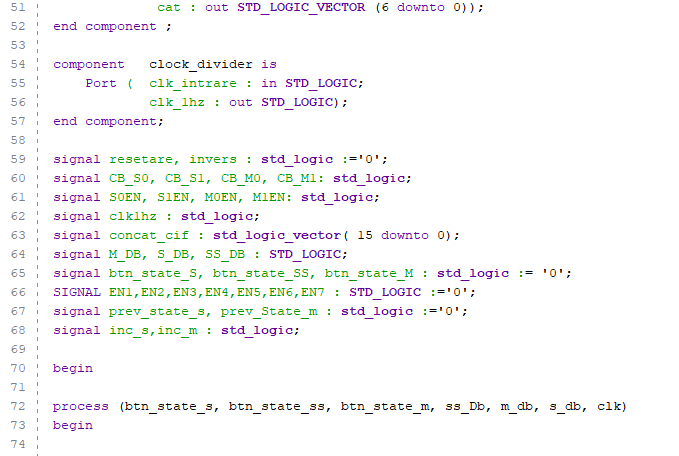 51 cat : out STD_LOGIC_VECTOR (6 downto 0));
52 end component ;
53
54 component clock_divider is
55 Port ( clk_intrare : in STD_LOGIC;
56 clk_1hz : out STD_LOGIC);
57 end component;
58
59 signal resetare, invers : std_logic :='0';
60 signal CB_S0, CB_S1, CB_M0, CB_M1: std_logic;
61 signal S0EN, S1EN, M0EN, M1EN: std_logic;
62 signal clk1hz : std_logic;
63 signal concat_cif : std_logic_vector( 15 downto 0);
64 signal M_DB, S_DB, SS_DB : STD_LOGIC;
65 signal btn_state_S, btn_state_SS, btn_state_M : std_logic := '0';
66 SIGNAL EN1,EN2,EN3,EN4,EN5,EN6,EN7 : STD_LOGIC :='0';
67 signal prev_state_s, prev_State_m : std_logic :='0';
68 signal inc_s,inc_m : std_logic;
69
70 begin
71
72 process (btn_state_s, btn_state_ss, btn_state_m, ss_Db, m_db, s_db, clk)
73 begin
74